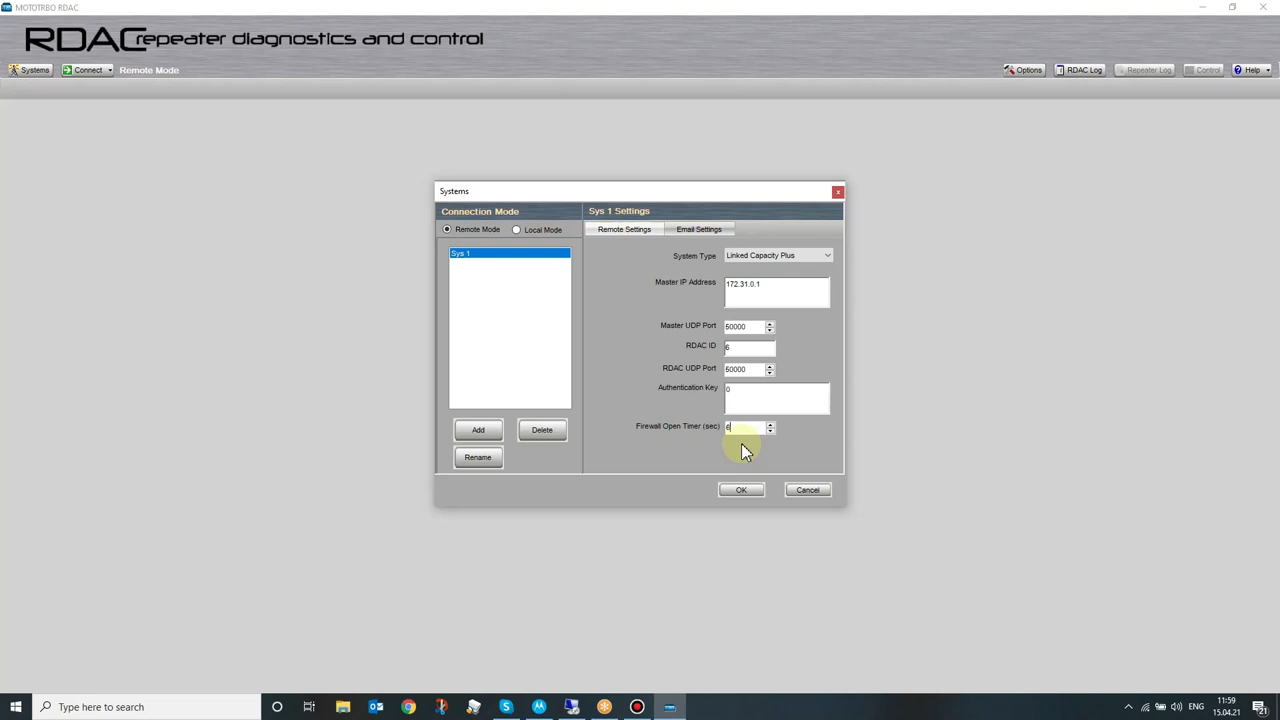 MOTOTRBO RDAC
RDAC repeater diagnostics and control
Systems Connect Remote Mode Options RDAC Log Repeater Log Control Help
Systems x
Connection Mode
Remote Mode Local Mode
Sys 1
Add Delete
Rename
Sys 1 Settings
Remote Settings Email Settings
System Type Linked Capacity Plus
Master IP Address 172.31.0.1
Master UDP Port 50000
RDAC ID 6
RDAC UDP Port 50000
Authentication Key 0
Firewall Open Timer (sec) 6
OK Cancel
Type here to search
ENG
11:59
15.04.21
21